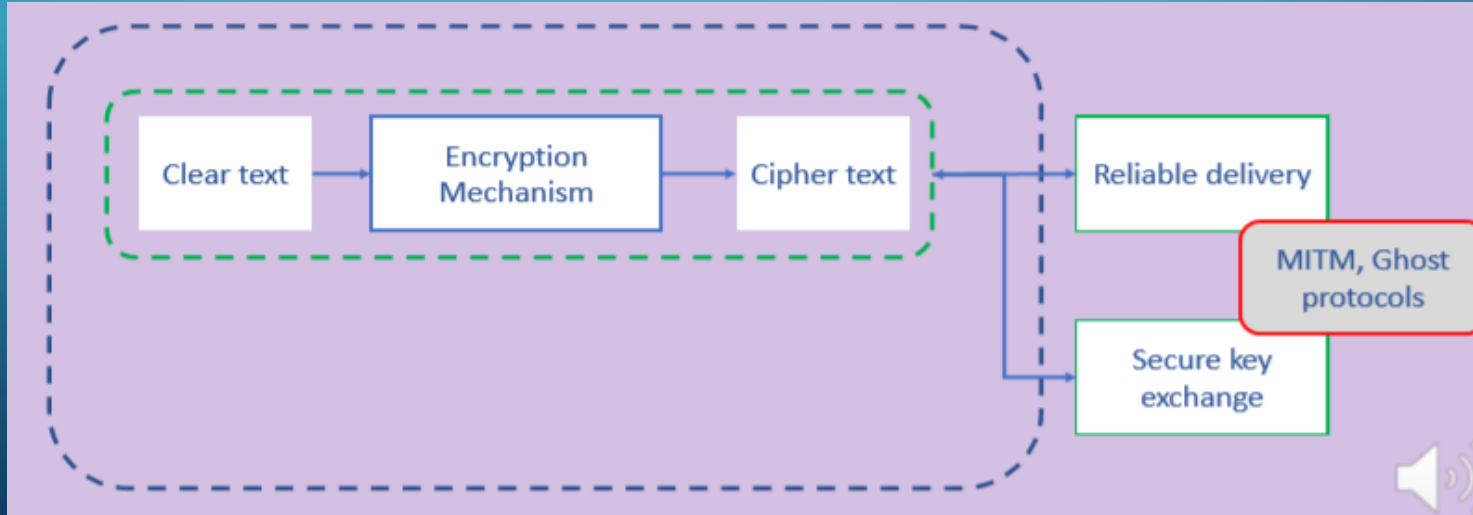 Clear text
Encryption
Mechanism
Cipher text
Reliable delivery
MITM, Ghost
protocols
Secure key
exchange